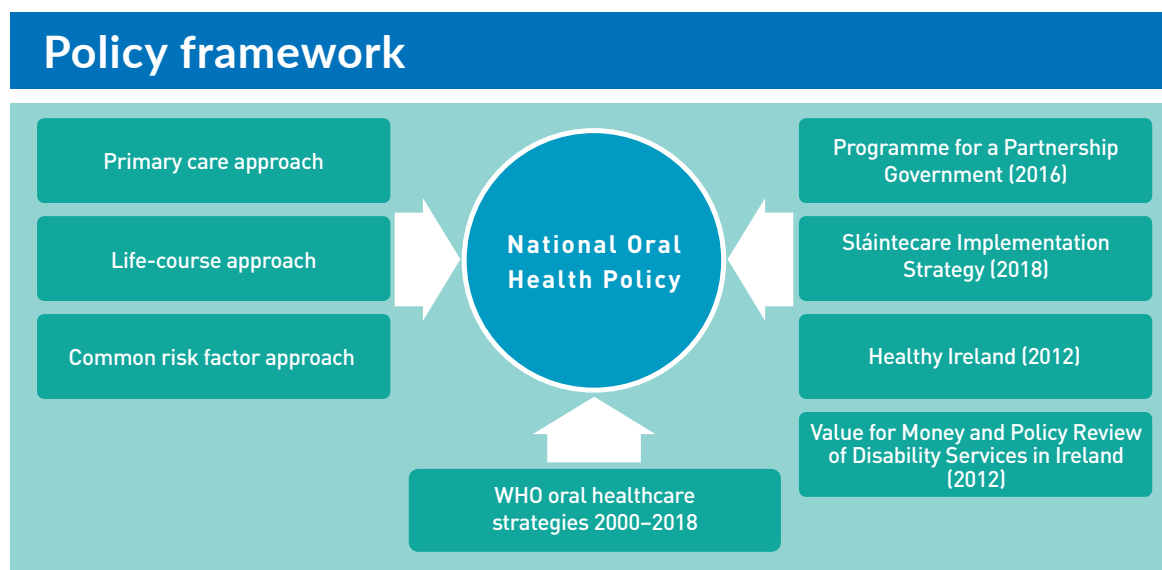 Policy framework
Primary care approach
Life-course approach
Common risk factor approach
National Oral
Health Policy
WHO oral healthcare
strategies 2000–2018
Programme for a Partnership
Government (2016)
Sláintecare Implementation
Strategy (2018)
Healthy Ireland (2012)
Value for Money and Policy Review
of Disability Services in Ireland
(2012)